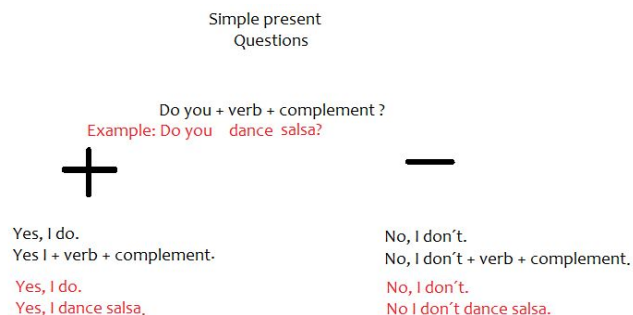 Simple present
Questions
Do you + verb + complement ?
Example: Do you dance salsa?
+
−
Yes, I do.
Yes I + verb + complement.
No, I don´t.
No, I don´t + verb + complement.
Yes, I do.
Yes, I dance salsa.
No, I don´t.
No I don´t dance salsa.